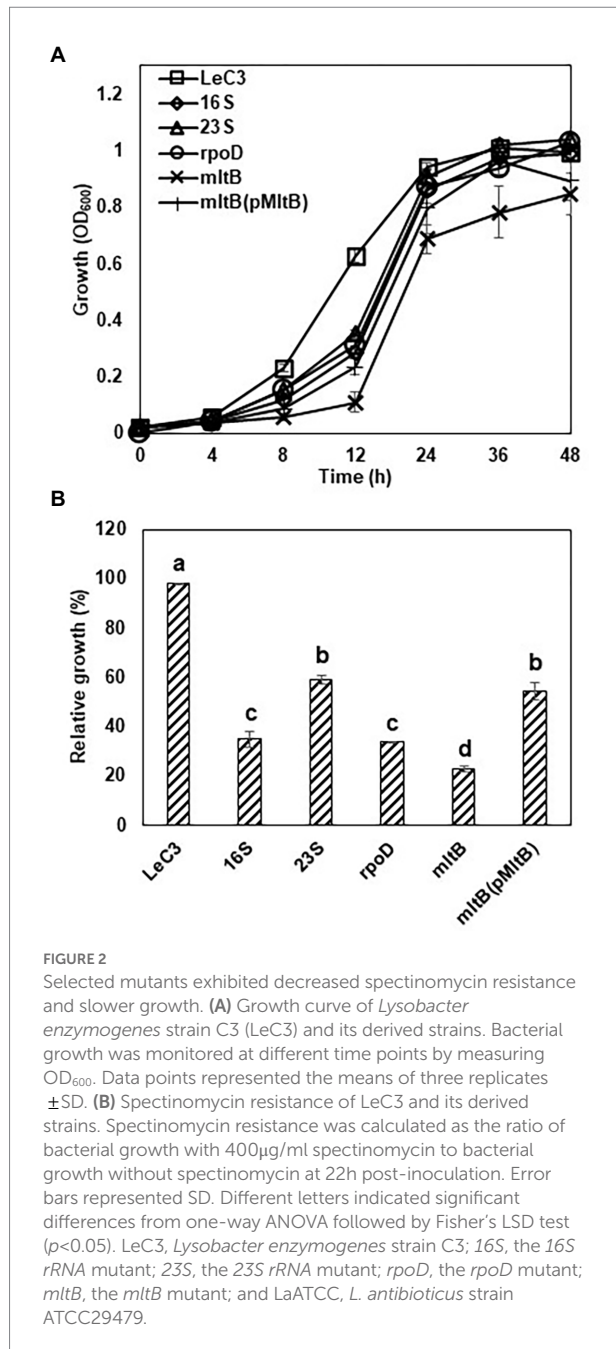 A
LeC3
16S
23S
rpoD
mltB
mltB(pMltB)
Growth (OD600)
1.2
1
0.8
0.6
0.4
0.2
0
0 4 8 12 24 36 48
Time (h)
B
Relative growth (%)
120
100
80
60
40
20
0
a
c
b
c
d
b
LeC3
16S
23S
rpoD
mltB
mltB(pMltB)
FIGURE 2
Selected mutants exhibited decreased spectinomycin resistance
and slower growth. (A) Growth curve of Lysobacter
enzymogenes strain C3 (LeC3) and its derived strains. Bacterial
growth was monitored at different time points by measuring
OD600. Data points represented the means of three replicates
±SD. (B) Spectinomycin resistance of LeC3 and its derived
strains. Spectinomycin resistance was calculated as the ratio of
bacterial growth with 400μg/ml spectinomycin to bacterial
growth without spectinomycin at 22h post-inoculation. Error
bars represented SD. Different letters indicated significant
differences from one-way ANOVA followed by Fisher's LSD test
(p<0.05). LeC3, Lysobacter enzymogenes strain C3; 16S, the 16S
rRNA mutant; 23S, the 23S rRNA mutant; rpoD, the rpoD mutant;
mltB, the mltB mutant; and LaATCC, L. antibioticus strain
ATCC29479.